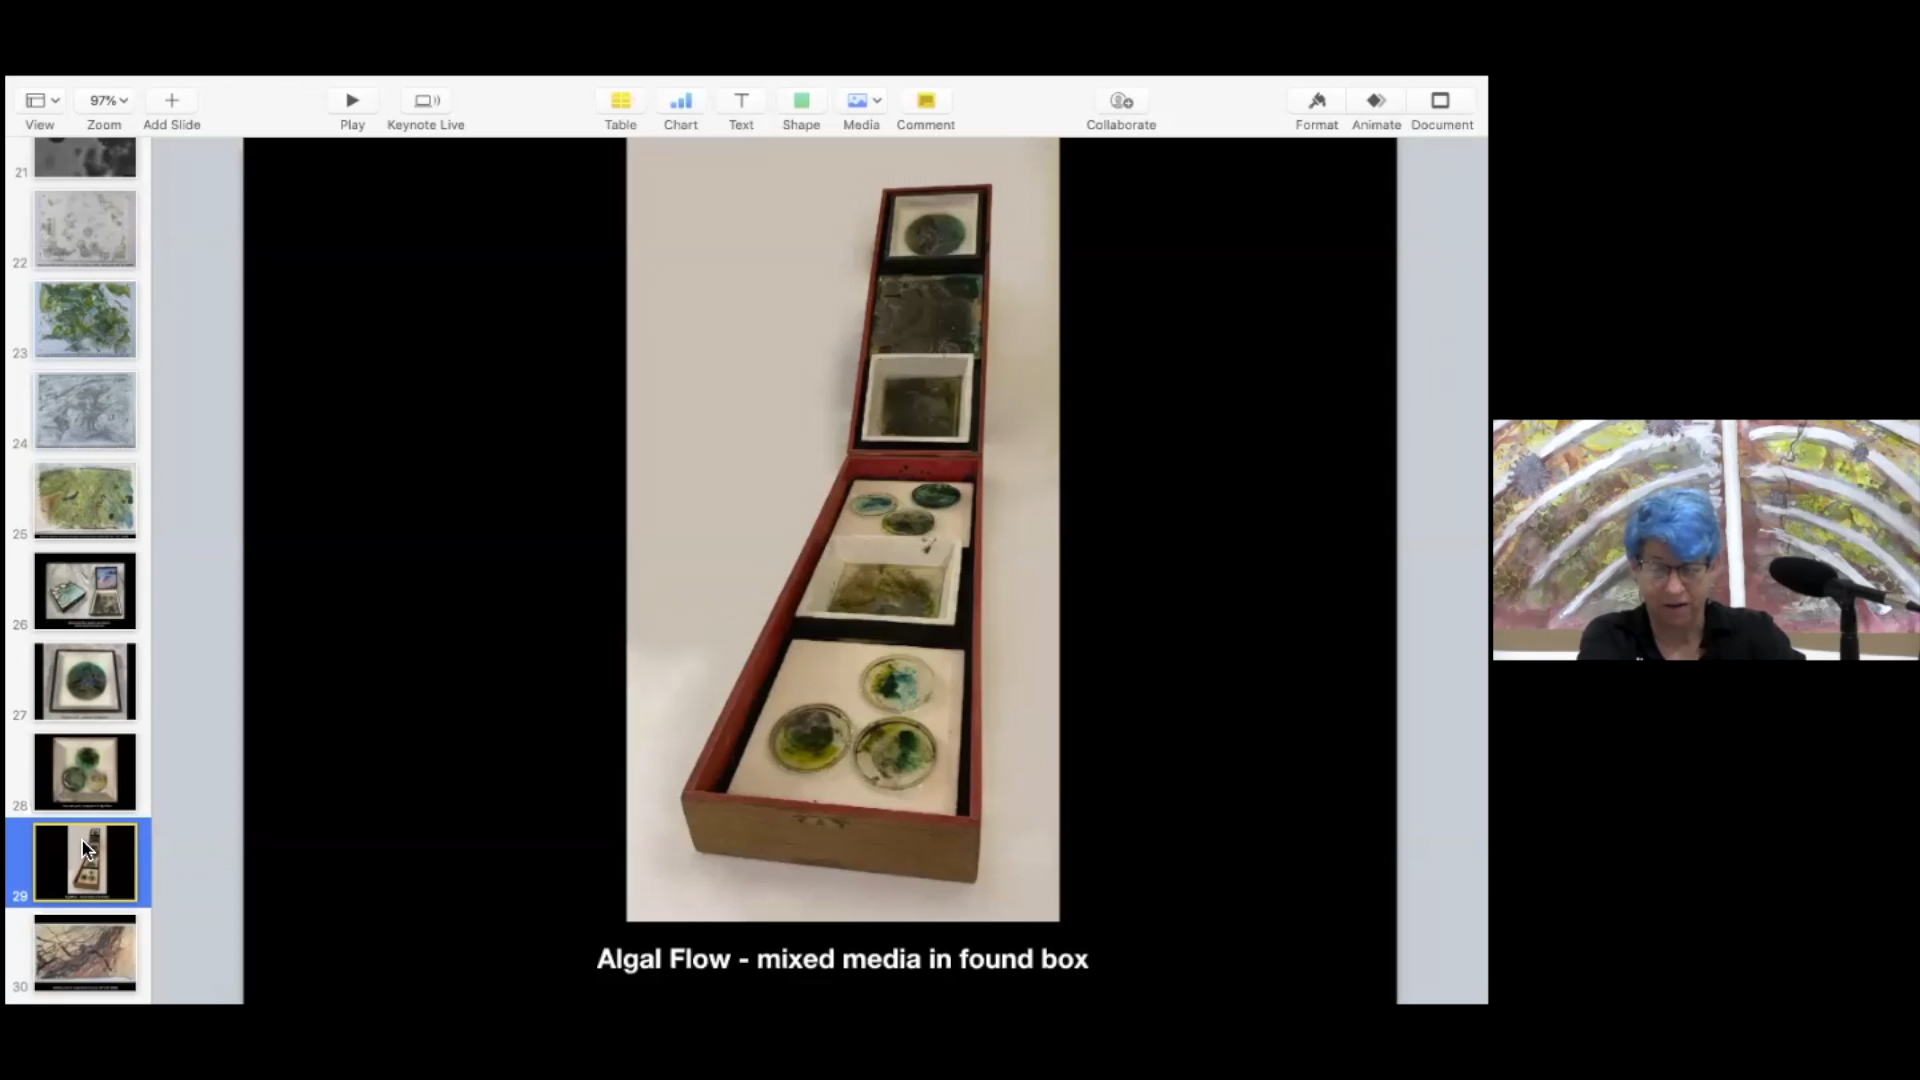 97%
View
Zoom
Add Slide
Play
Keynote Live
Table
Chart
Text
Shape
Media
Comment
Collaborate
Format
Animate
Document
21
22
23
24
25
26
27
28
29
30
Algal Flow - mixed media in found box